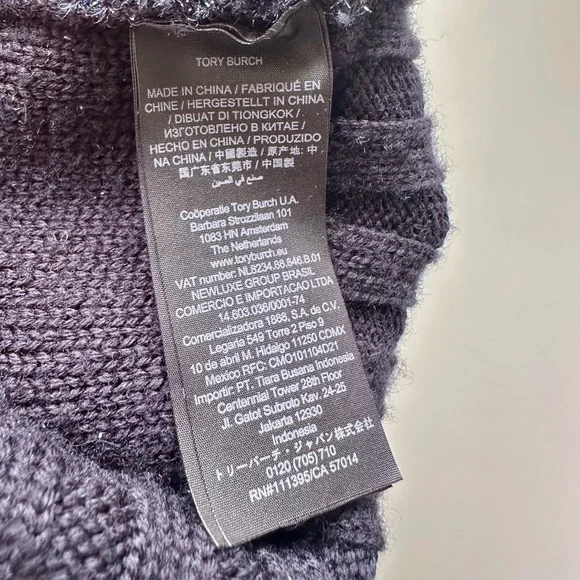 TORY BURCH
MADE IN CHINA / FABRIQUÉ EN
CHINE / HERGESTELLT IN CHINA
/ DIBUAT DI TIONGKOK /
ИЗГОТОВЛЕНО В КИТАЕ /
HECHO EN CHINA / PRODUZIDO
NA CHINA / 中國製造 / 原产地: 中
国广东省东莞市 / 中国製
صنع في الصين
Coöperatie Tory Burch U.A.
Barbara Strozzilaan 101
1083 HN Amsterdam
The Netherlands
www.toryburch.eu
VAT number: NL8234.88.846.B.01
NEWLUXE GROUP BRASIL
COMERCIO E IMPORTACAO LTDA
14.603.036/0001-74
Comercializadora 1888, S.A. de C.V.
Legaria 549 Torre 2 Piso 9
10 de abril M. Hidalgo 11250 CDMX
Mexico RFC: CMO101104D21
Importir: PT. Tiara Busana Indonesia
Centennial Tower 28th Floor
Jl. Gatot Subroto Kav. 24-25
Jakarta 12930
Indonesia
トリーバーチ・ジャパン株式会社
0120 (705) 710
RN#111395/CA 57014